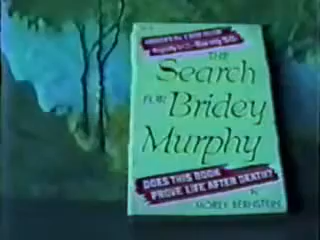 THE
Search
FOR Bridey
Murphy
DOES THIS BOOK
PROVE LIFE AFTER DEATH?
MOREY BERNSTEIN